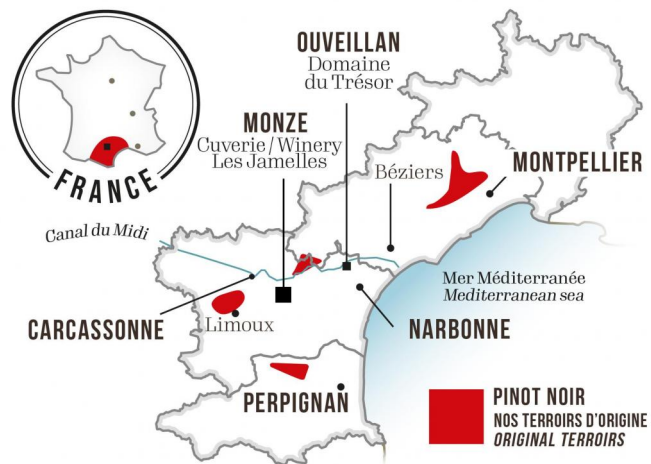 FRANCE
OUVEILLAN
Domaine
du Trésor
MONZE
Cuverie / Winery
Les Jamelles
Béziers
MONTPELLIER
Canal du Midi
Mer Méditerranée
Mediterranean sea
CARCASSONNE
Limoux
NARBONNE
PERPIGNAN
PINOT NOIR
NOS TERROIRS D'ORIGINE
ORIGINAL TERROIRS